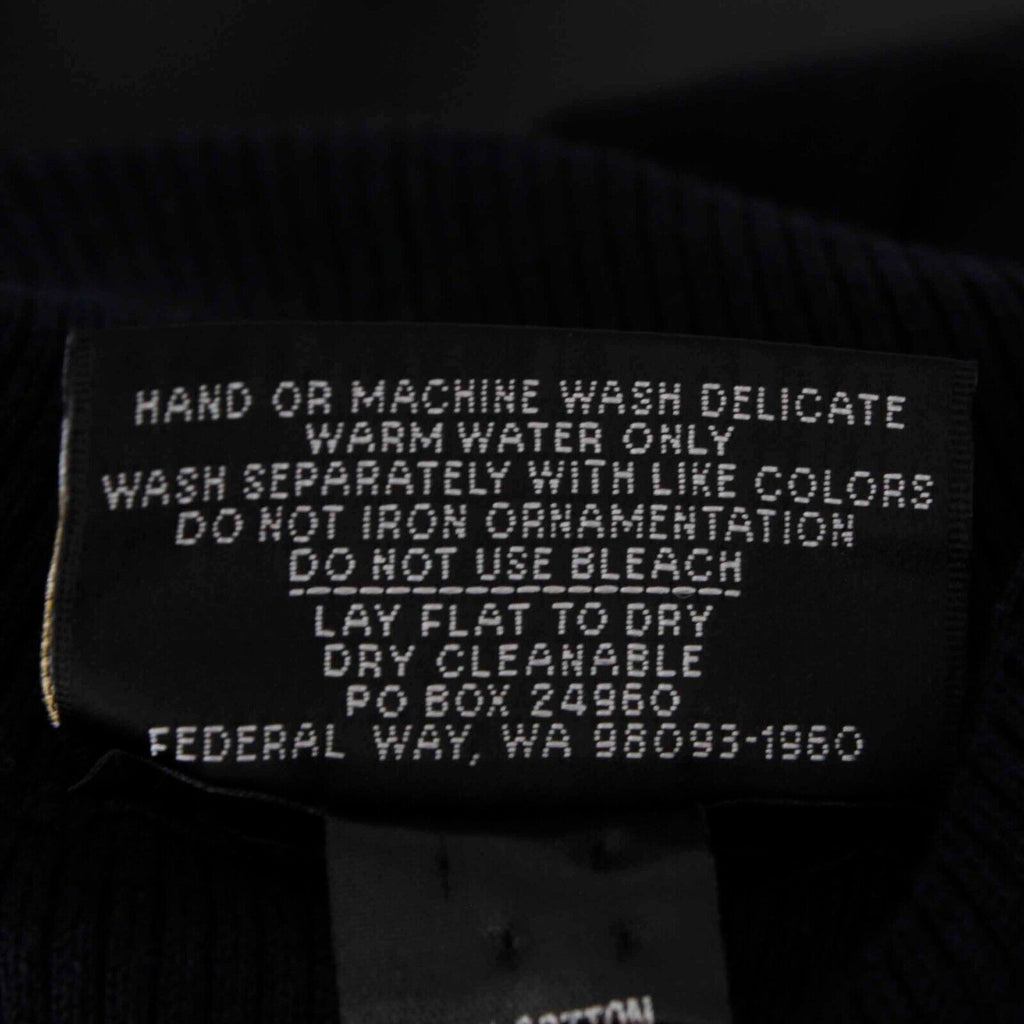 HAND OR MACHINE WASH DELICATE
WARM WATER ONLY
WASH SEPARATELY WITH LIKE COLORS
DO NOT IRON ORNAMENTATION
DO NOT USE BLEACH
LAY FLAT TO DRY
DRY CLEANABLE
PO BOX 24960
FEDERAL WAY, WA 98093-1960
COTTON